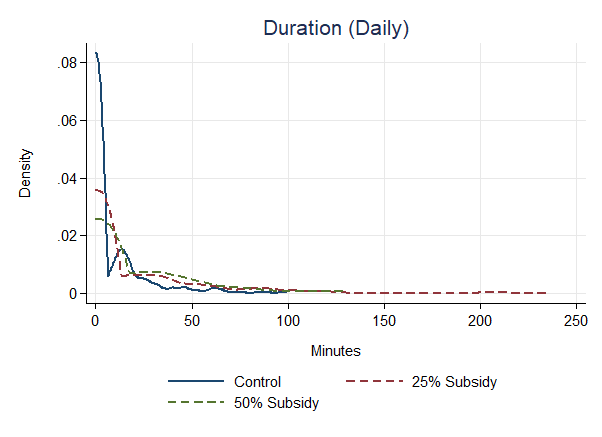 Duration (Daily)
.08
.06
.04
.02
0
Density
0 50 100 150 200 250
Minutes
Control 25% Subsidy
50% Subsidy